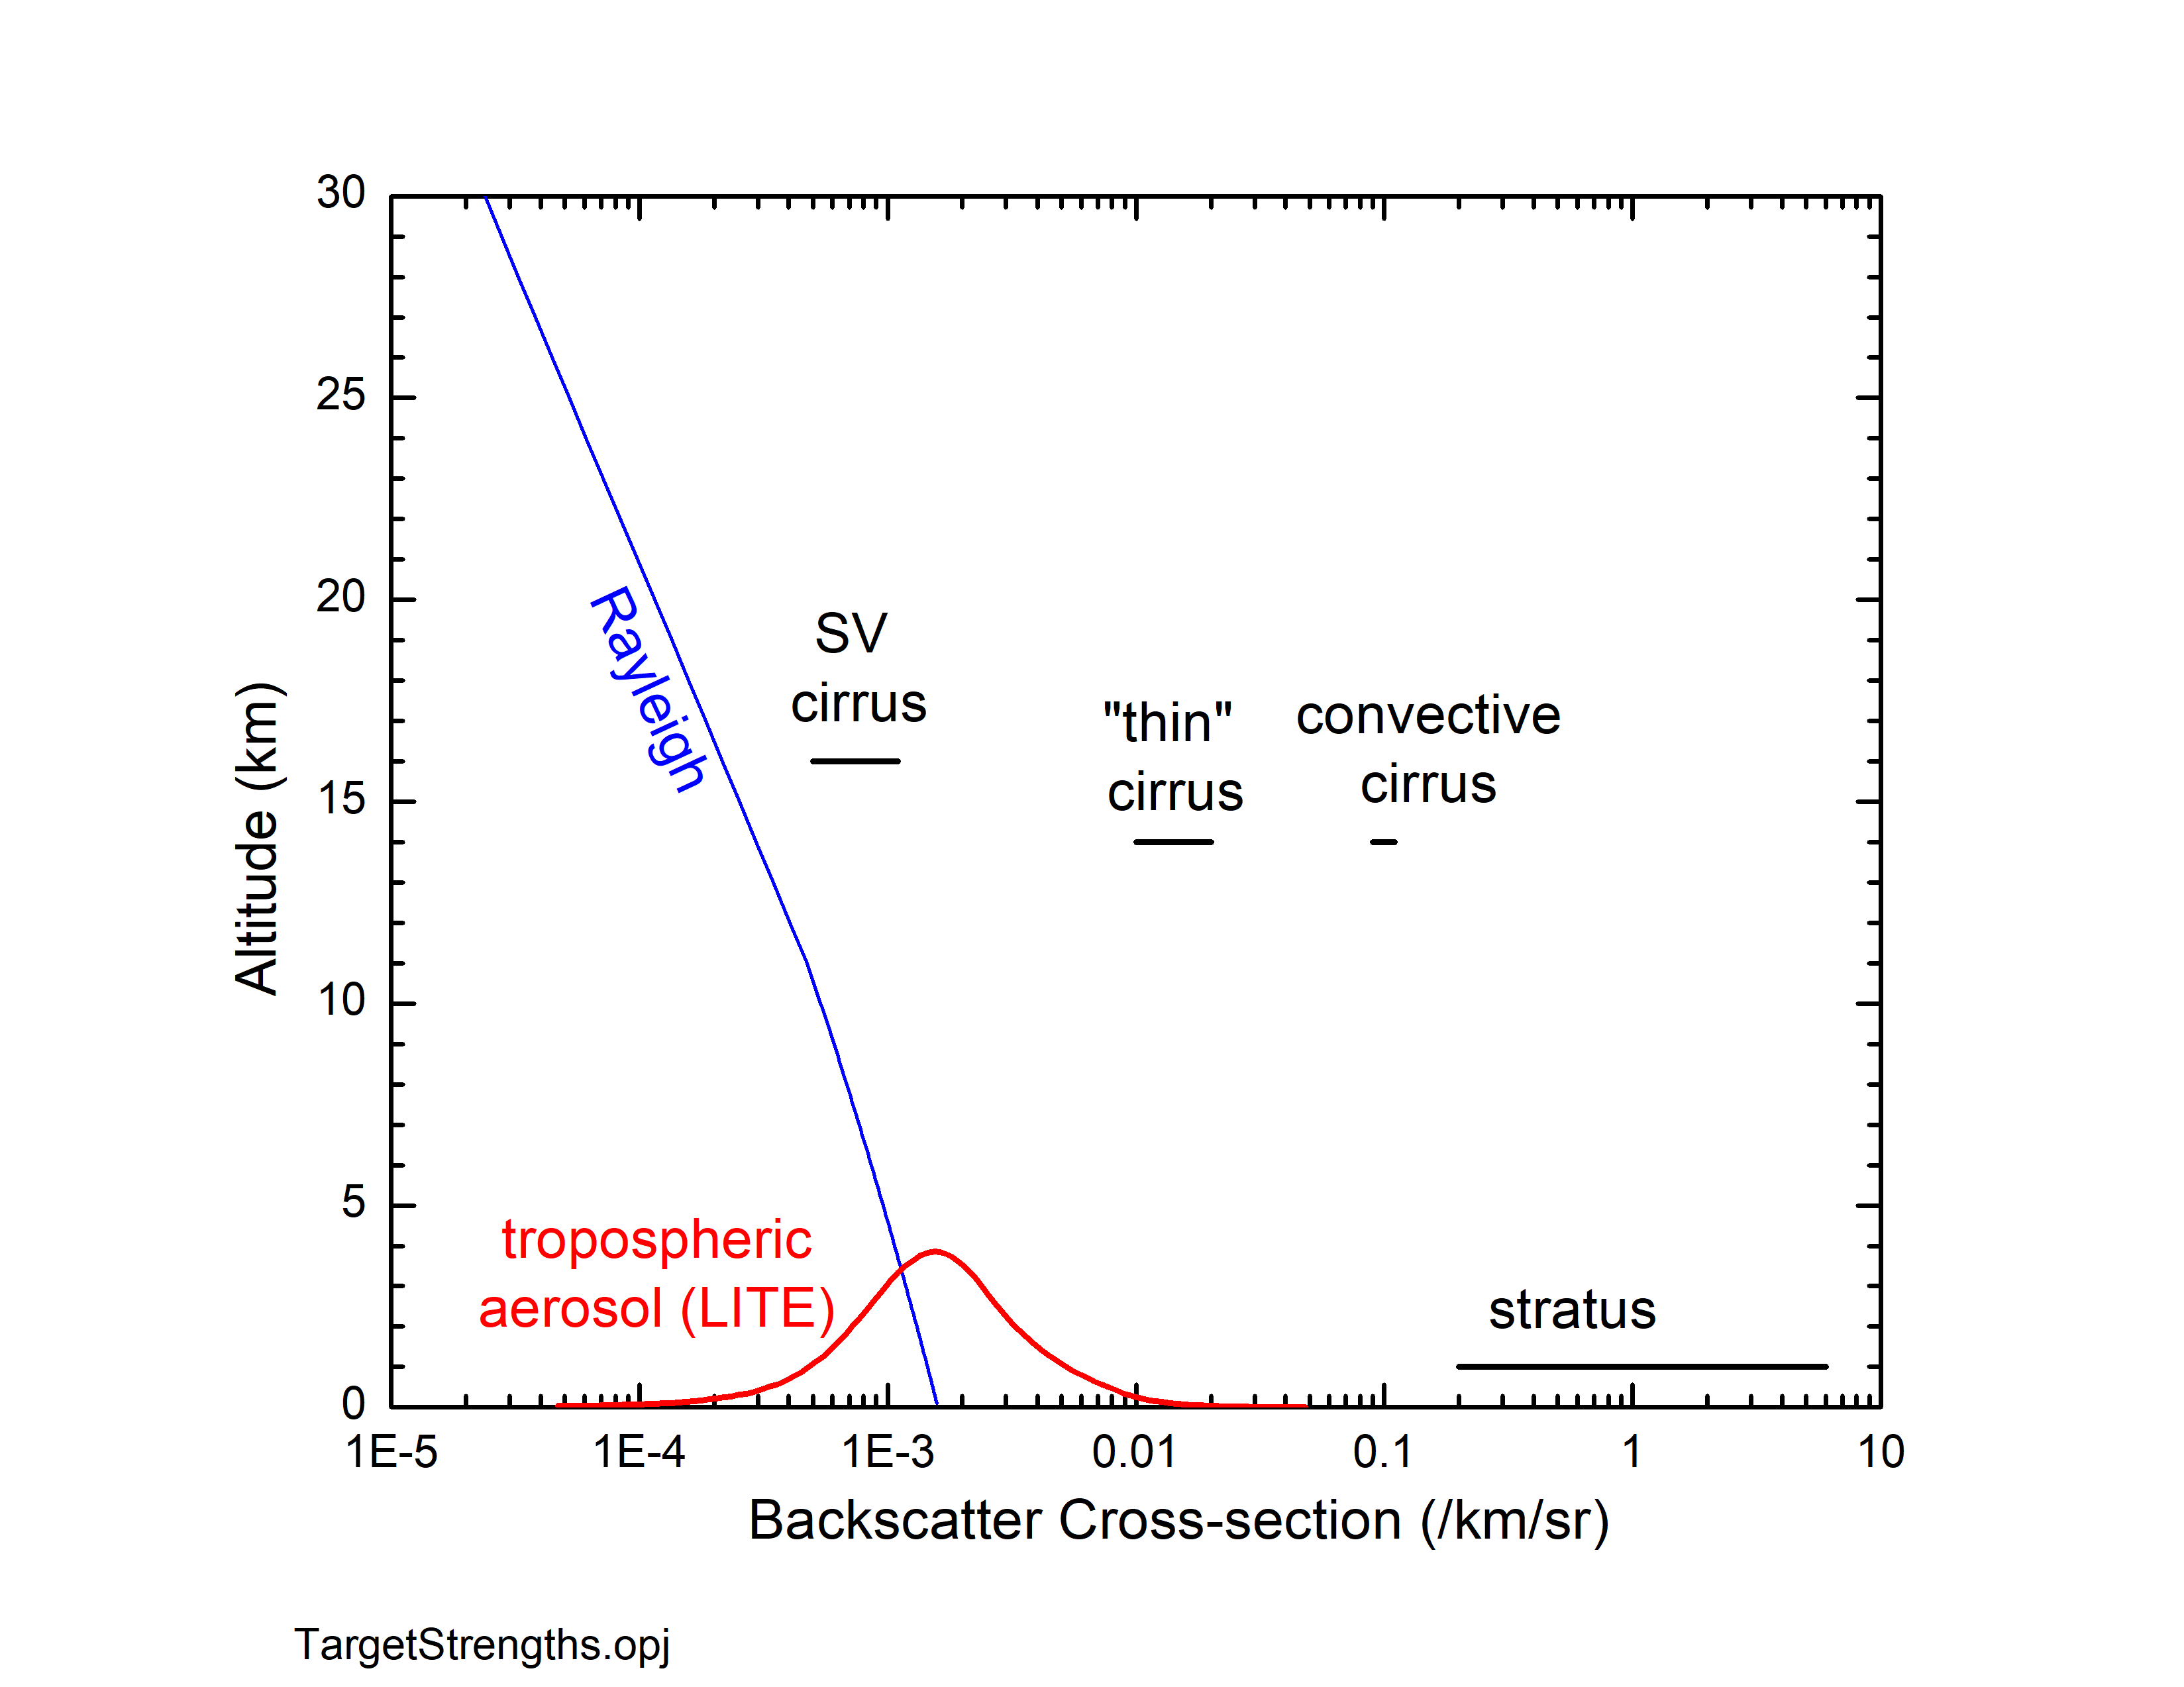 30
25
20
15
10
5
0
Altitude (km)
Rayleigh
SV
cirrus
"thin"
cirrus
convective
cirrus
tropospheric
aerosol (LITE)
stratus
1E-5 1E-4 1E-3 0.01 0.1 1 10
Backscatter Cross-section (/km/sr)
TargetStrengths.opj